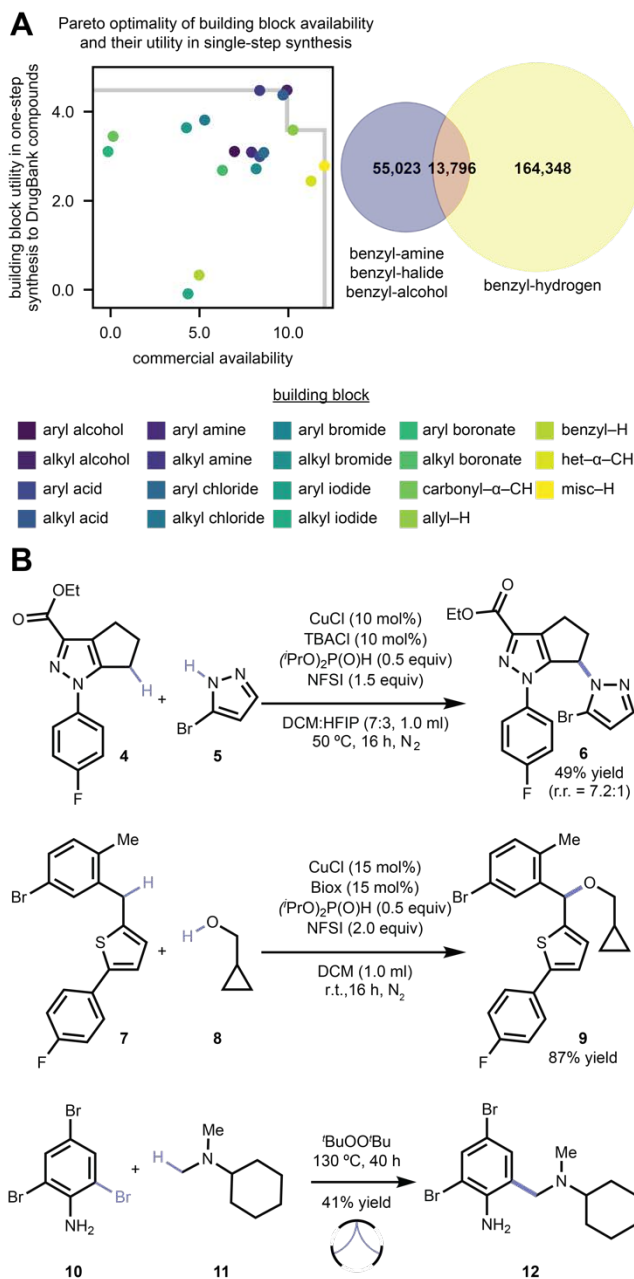 A
Pareto optimality of building block availability
and their utility in single-step synthesis
building block utility in one-step
synthesis to DrugBank compounds
4.0
2.0
0.0
0.0
5.0
10.0
commercial availability
55,023
13,796
164,348
benzyl-amine
benzyl-halide
benzyl-alcohol
benzyl-hydrogen
building block
aryl alcohol
aryl amine
aryl bromide
aryl boronate
benzyl–H
alkyl alcohol
alkyl amine
alkyl bromide
alkyl boronate
het–α–CH
aryl acid
aryl chloride
aryl iodide
carbonyl–α–CH
misc–H
alkyl acid
alkyl chloride
alkyl iodide
allyl–H
B
OEt
O
N
N
H
F
4
+
H
N
N
Br
5
CuCl (10 mol%)
TBACl (10 mol%)
(iPrO)2P(O)H (0.5 equiv)
NFSI (1.5 equiv)
DCM:HFIP (7:3, 1.0 ml)
50 ºC, 16 h, N2
O
EtO
N
N
N
N
Br
F
6
49% yield
(r.r. = 7.2:1)
Me
Br
H
S
F
7
+
H
O
8
CuCl (15 mol%)
Biox (15 mol%)
(iPrO)2P(O)H (0.5 equiv)
NFSI (2.0 equiv)
DCM (1.0 ml)
r.t.,16 h, N2
Me
Br
O
S
F
9
87% yield
Br
Br
Br
NH2
10
+
Me
H
N
11
tBuOOtBu
130 ºC, 40 h
41% yield
Br
Br
Me
N
NH2
12